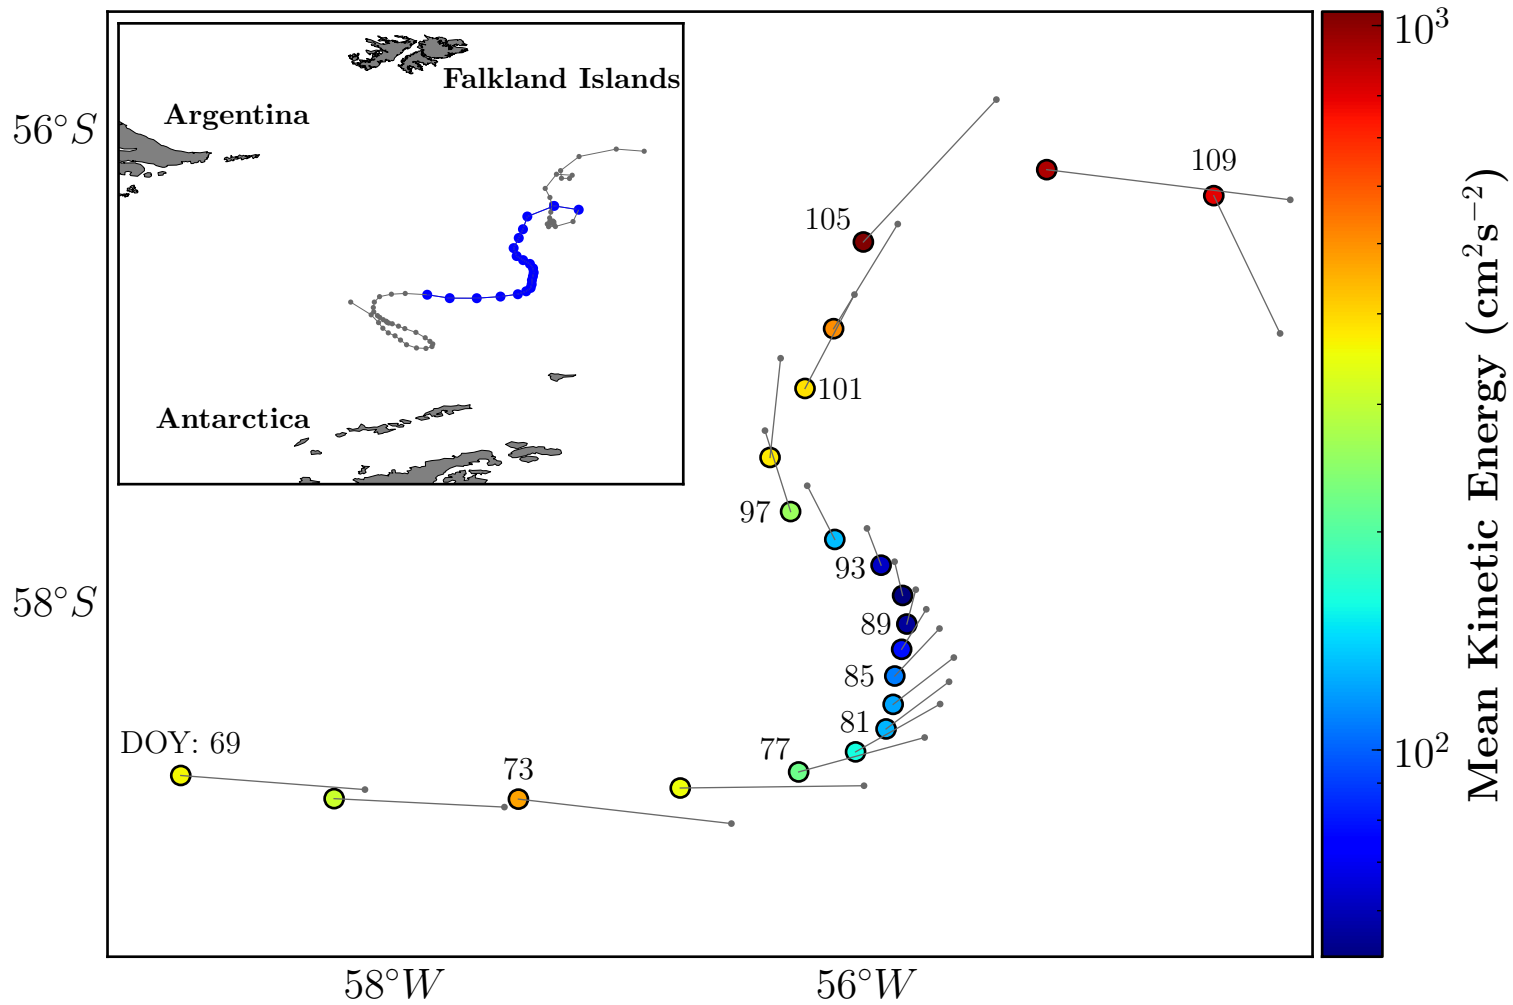 Falkland Islands
Argentina
Antarctica
56°S
58°S
58°W
56°W
109
105
101
97
93
89
85
81
77
DOY: 69
73
10³
10²
Mean Kinetic Energy (cm²s⁻²)